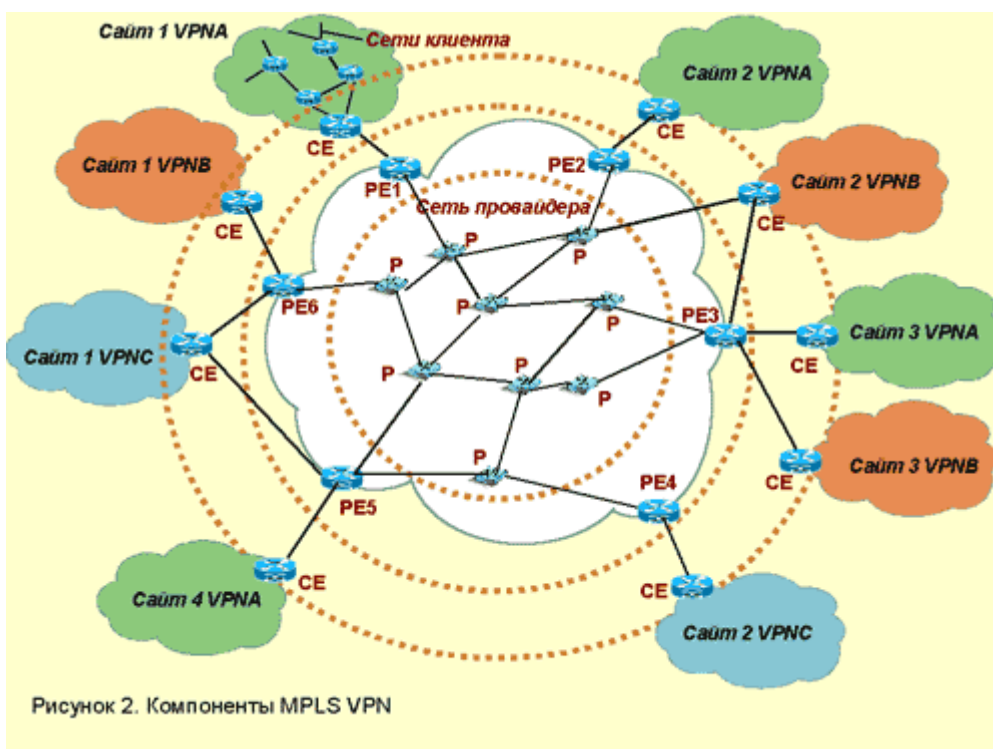 Сайт 1 VPNA
Сети клиента
Сайт 2 VPNA
CE
CE
Сайт 1 VPNB
PE1
PE2
Сайт 2 VPNB
CE
Сеть провайдера
CE
P
P
P
PE6
P
P
PE3
Сайт 3 VPNA
Сайт 1 VPNC
CE
CE
P
P
P
Сайт 3 VPNB
CE
P
PE5
PE4
CE
CE
Сайт 4 VPNA
Сайт 2 VPNC
Рисунок 2. Компоненты MPLS VPN